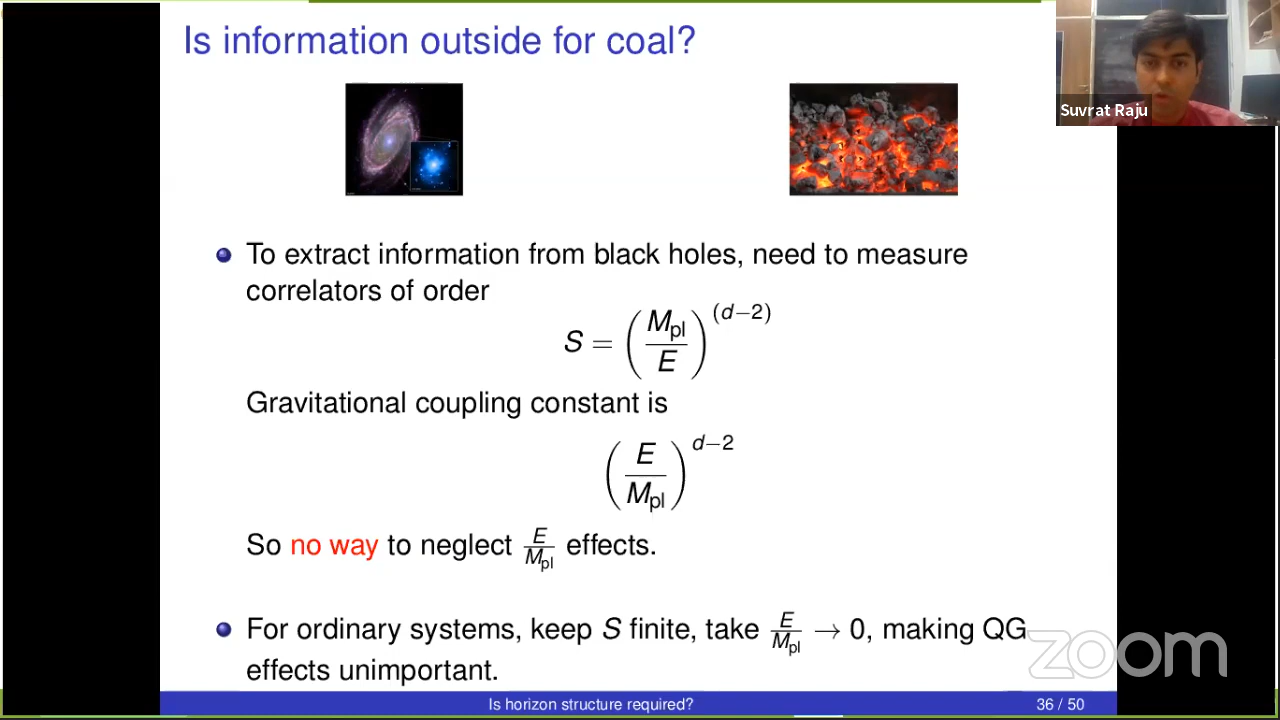 Is information outside for coal?
Suvrat Raju
To extract information from black holes, need to measure
correlators of order
S = (M_pl / E)^(d−2)
Gravitational coupling constant is
(E / M_pl)^d−2
So no way to neglect E/M_pl effects.
For ordinary systems, keep S finite, take E/M_pl → 0, making QG
effects unimportant.
zoom
Is horizon structure required?
36 / 50